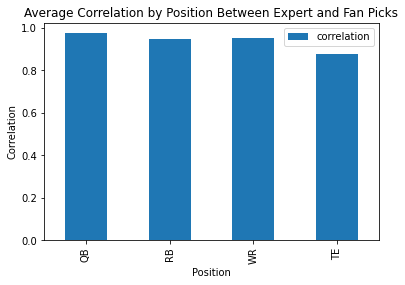 Average Correlation by Position Between Expert and Fan Picks
correlation
1.0
0.8
0.6
0.4
0.2
0.0
Correlation
QB
RB
WR
TE
Position